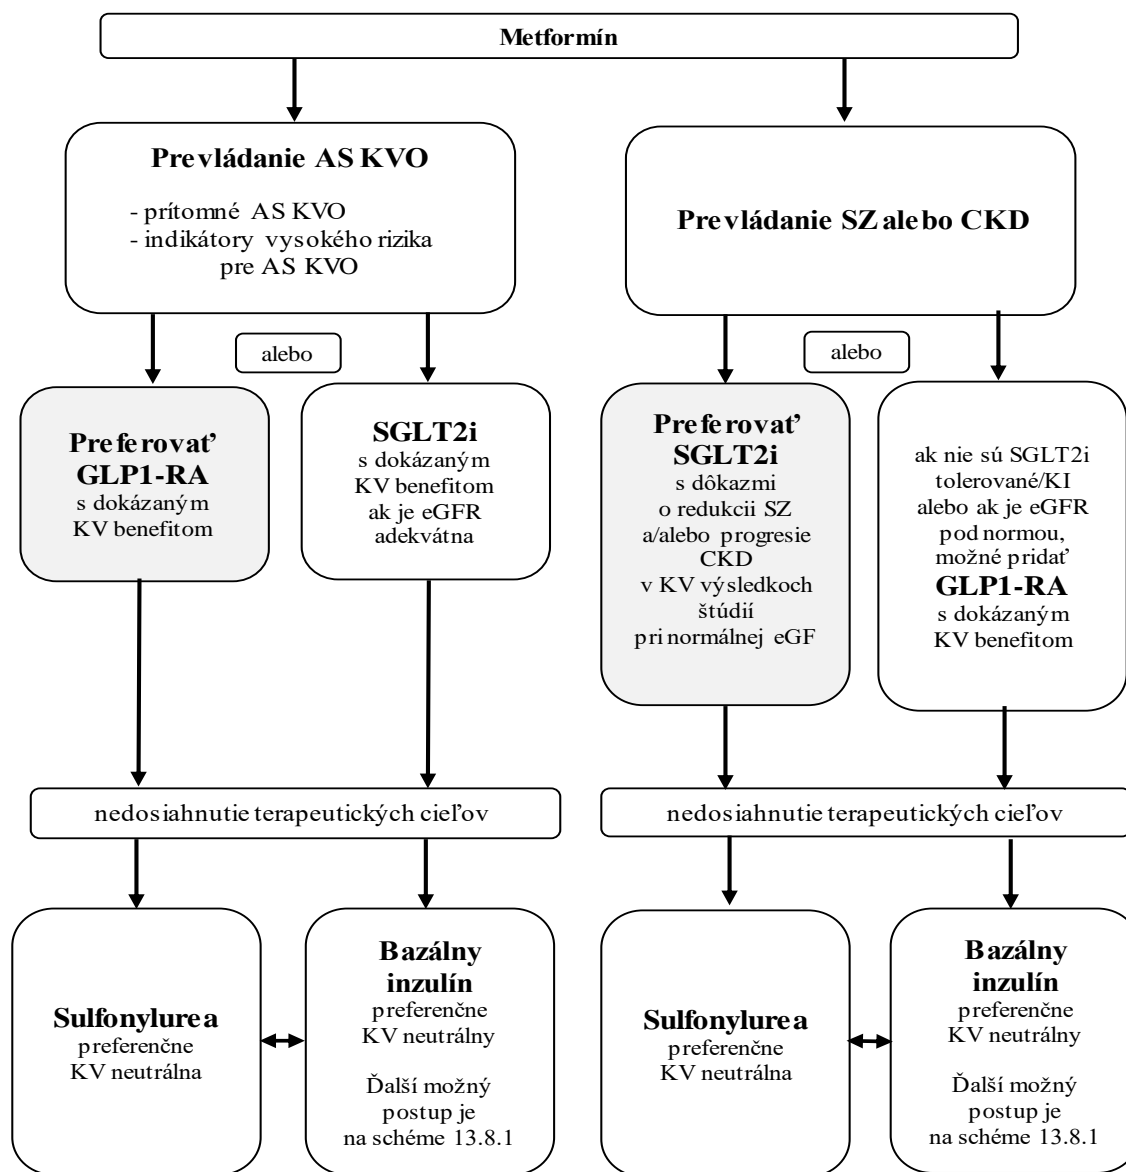 Metformín
Prevládanie AS KVO
- prítomné AS KVO
- indikátory vysokého rizika
pre AS KVO
Prevládanie SZ alebo CKD
alebo
alebo
Preferovať
GLP1-RA
s dokázaným
KV benefitom
SGLT2i
s dokázaným
KV benefitom
ak je eGFR
adekvátna
Preferovať
SGLT2i
s dôkazmi
o redukcii SZ
a/alebo progresie
CKD
v KV výsledkoch
štúdií
pri normálnej eGF
ak nie sú SGLT2i
tolerované/KI
alebo ak je eGFR
pod normou,
možné pridať
GLP1-RA
s dokázaným
KV benefitom
nedosiahnutie terapeutických cieľov
nedosiahnutie terapeutických cieľov
Sulfonylurea
preferenčne
KV neutrálna
Bazálny
inzulín
preferenčne
KV neutrálny
Ďalší možný
postup je
na schéme 13.8.1
Sulfonylurea
preferenčne
KV neutrálna
Bazálny
inzulín
preferenčne
KV neutrálny
Ďalší možný
postup je
na schéme 13.8.1